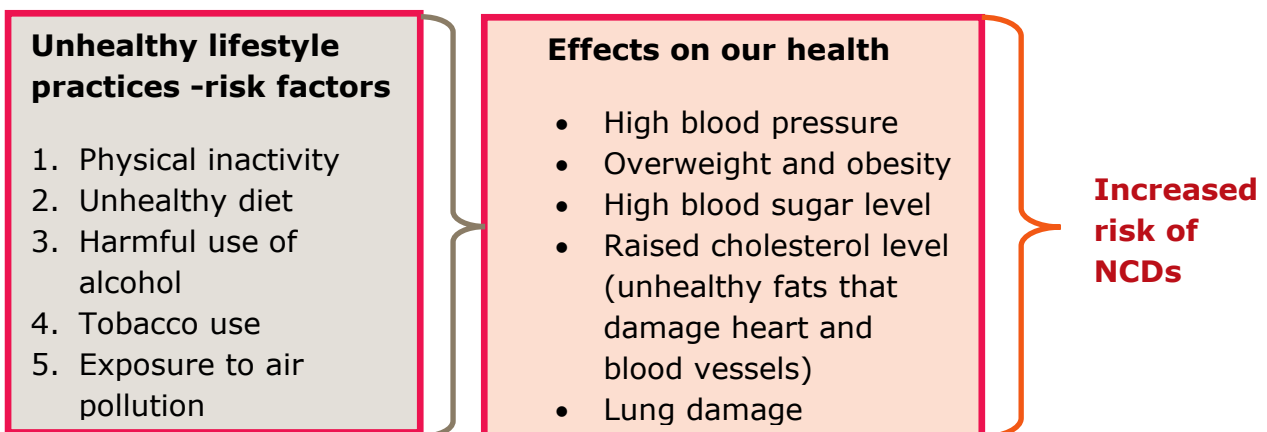 Unhealthy lifestyle
practices -risk factors
1. Physical inactivity
2. Unhealthy diet
3. Harmful use of
alcohol
4. Tobacco use
5. Exposure to air
pollution
Effects on our health
• High blood pressure
• Overweight and obesity
• High blood sugar level
• Raised cholesterol level
(unhealthy fats that
damage heart and
blood vessels)
• Lung damage
Increased
risk of
NCDs